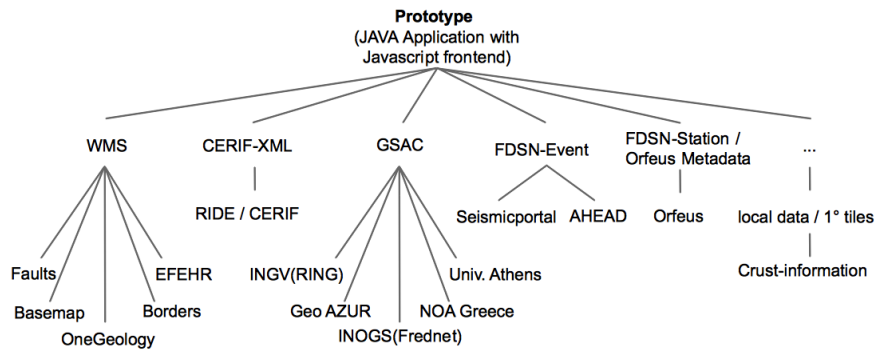 Prototype
(JAVA Application with
Javascript frontend)
WMS
CERIF-XML
GSAC
FDSN-Event
FDSN-Station /
Orfeus Metadata
...
RIDE / CERIF
Seismicportal
AHEAD
Orfeus
local data / 1° tiles
Faults
EFEHR
INGV(RING)
Univ. Athens
Crust-information
Basemap
Borders
Geo AZUR
NOA Greece
OneGeology
INOGS(Frednet)